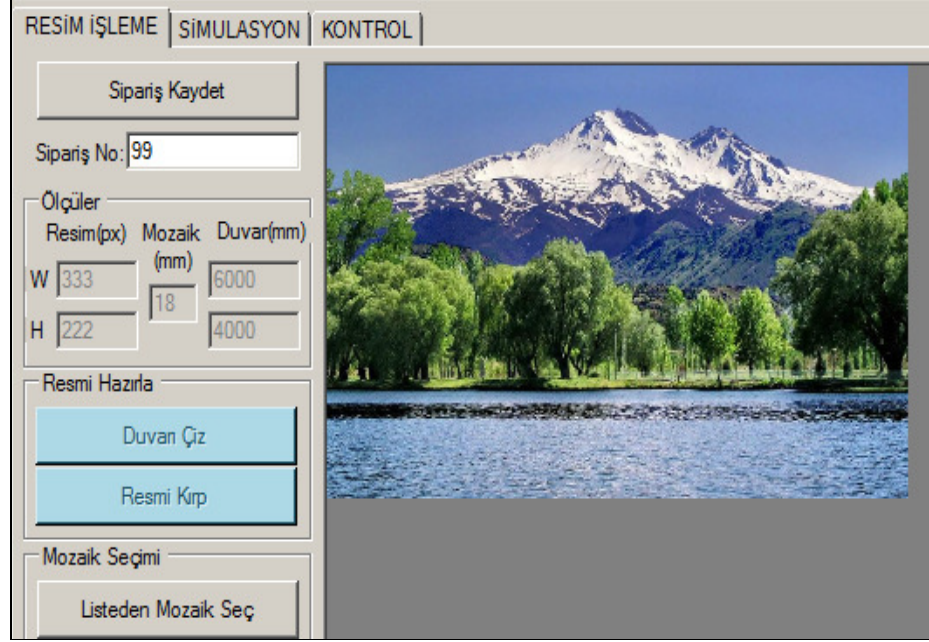 RESİM İŞLEME SİMULASYON KONTROL
Sipariş Kaydet
Sipariş No: 99
Ölçüler
Resim(px) Mozaik (mm) Duvar(mm)
W 333 18 6000
H 222 4000
Resmi Hazırla
Duvarı Çiz
Resmi Kırp
Mozaik Seçimi
Listeden Mozaik Seç